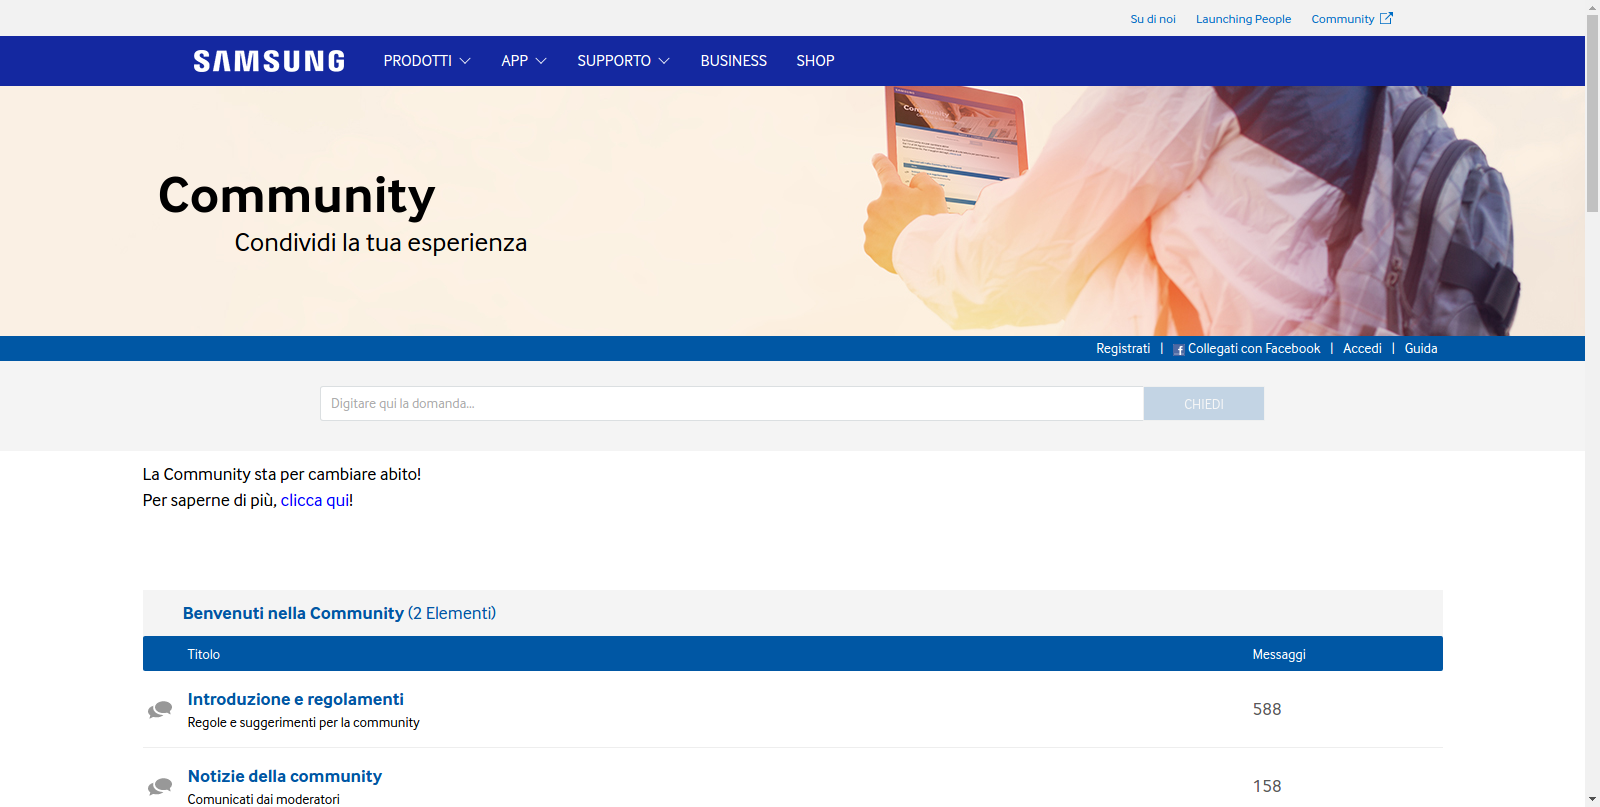 Su di noi Launching People Community
SAMSUNG PRODOTTI APP SUPPORTO BUSINESS SHOP
Community
Condividi la tua esperienza
Registrati | Collegati con Facebook | Accedi | Guida
Digitare qui la domanda... CHIEDI
La Community sta per cambiare abito!
Per saperne di più, clicca qui!
Benvenuti nella Community (2 Elementi)
Titolo Messaggi
Introduzione e regolamenti
Regole e suggerimenti per la community
588
Notizie della community
Comunicati dai moderatori
158